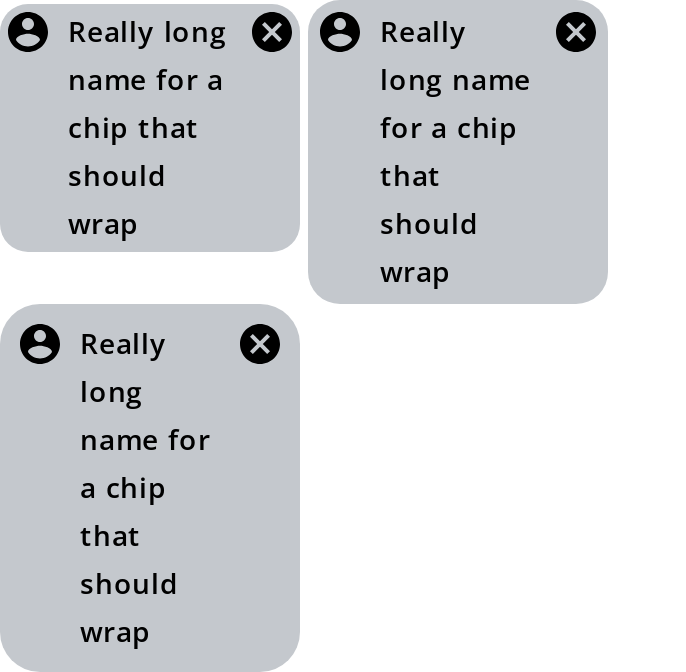 Really long
name for a
chip that
should
wrap
Really
long name
for a chip
that
should
wrap
Really
long
name for
a chip
that
should
wrap